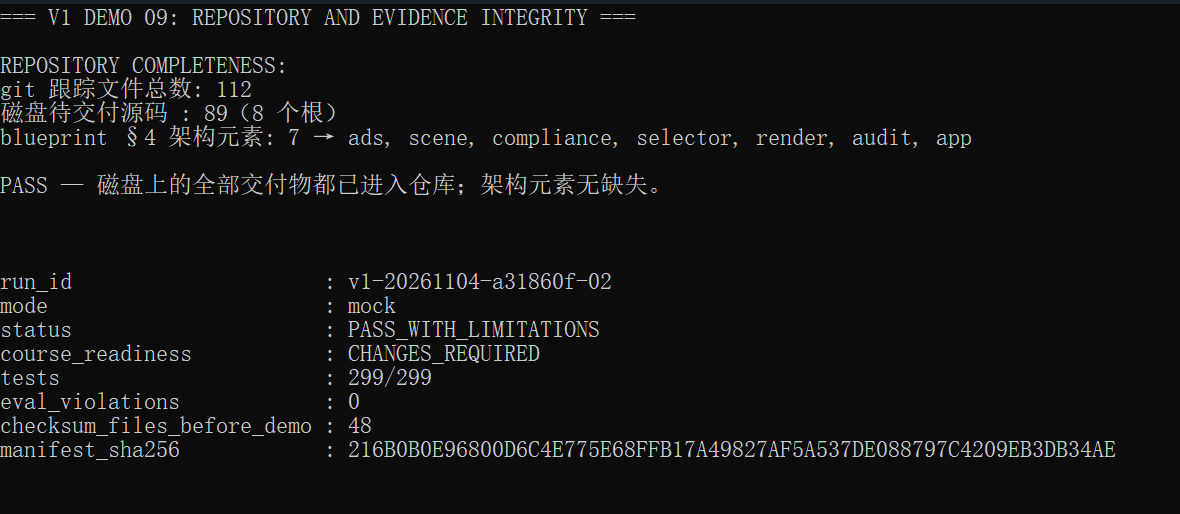 === V1 DEMO 09: REPOSITORY AND EVIDENCE INTEGRITY ===
REPOSITORY COMPLETENESS:
git 跟踪文件总数: 112
磁盘待交付源码 : 89（8 个根）
blueprint §4 架构元素: 7 → ads, scene, compliance, selector, render, audit, app
PASS — 磁盘上的全部交付物都已进入仓库；架构元素无缺失。
run_id : v1-20261104-a31860f-02
mode : mock
status : PASS_WITH_LIMITATIONS
course_readiness : CHANGES_REQUIRED
tests : 299/299
eval_violations : 0
checksum_files_before_demo : 48
manifest_sha256 : 216B0B0E96800D6C4E775E68FFB17A49827AF5A537DE088797C4209EB3DB34AE